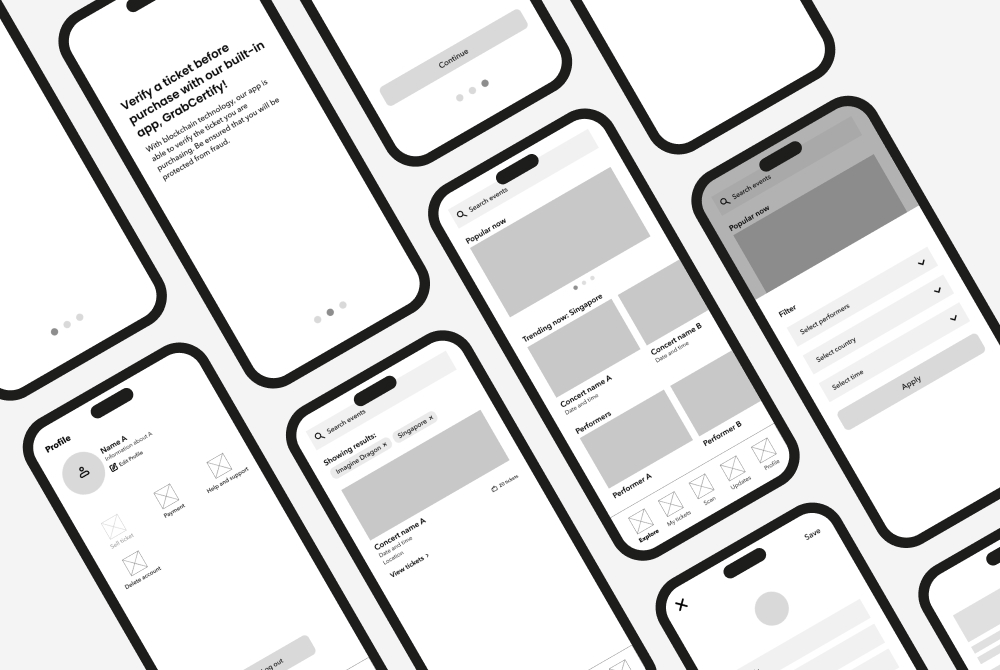 Verify a ticket before
purchase with our built-in
app, GrabCertify!
With blockchain technology, our app is
able to verify the ticket you are
purchasing. Be ensured that you will be
protected from fraud.
Continue
Search events
Popular now
Trending now: Singapore
Concert name A
Date and time
Concert name B
Date and time
Performers
Performer A
Performer B
Explore
My tickets
Scan
Updates
Profile
Search events
Popular now
Filter
Select performers
Select country
Select time
Apply
Profile
Name A
Information about A
Edit Profile
Sell ticket
Payment
Help and support
Delete account
out
Search events
Showing results:
Imagine Dragon ×
Singapore ×
20 tickets
Concert name A
Date and time
Location
View tickets ›
Save